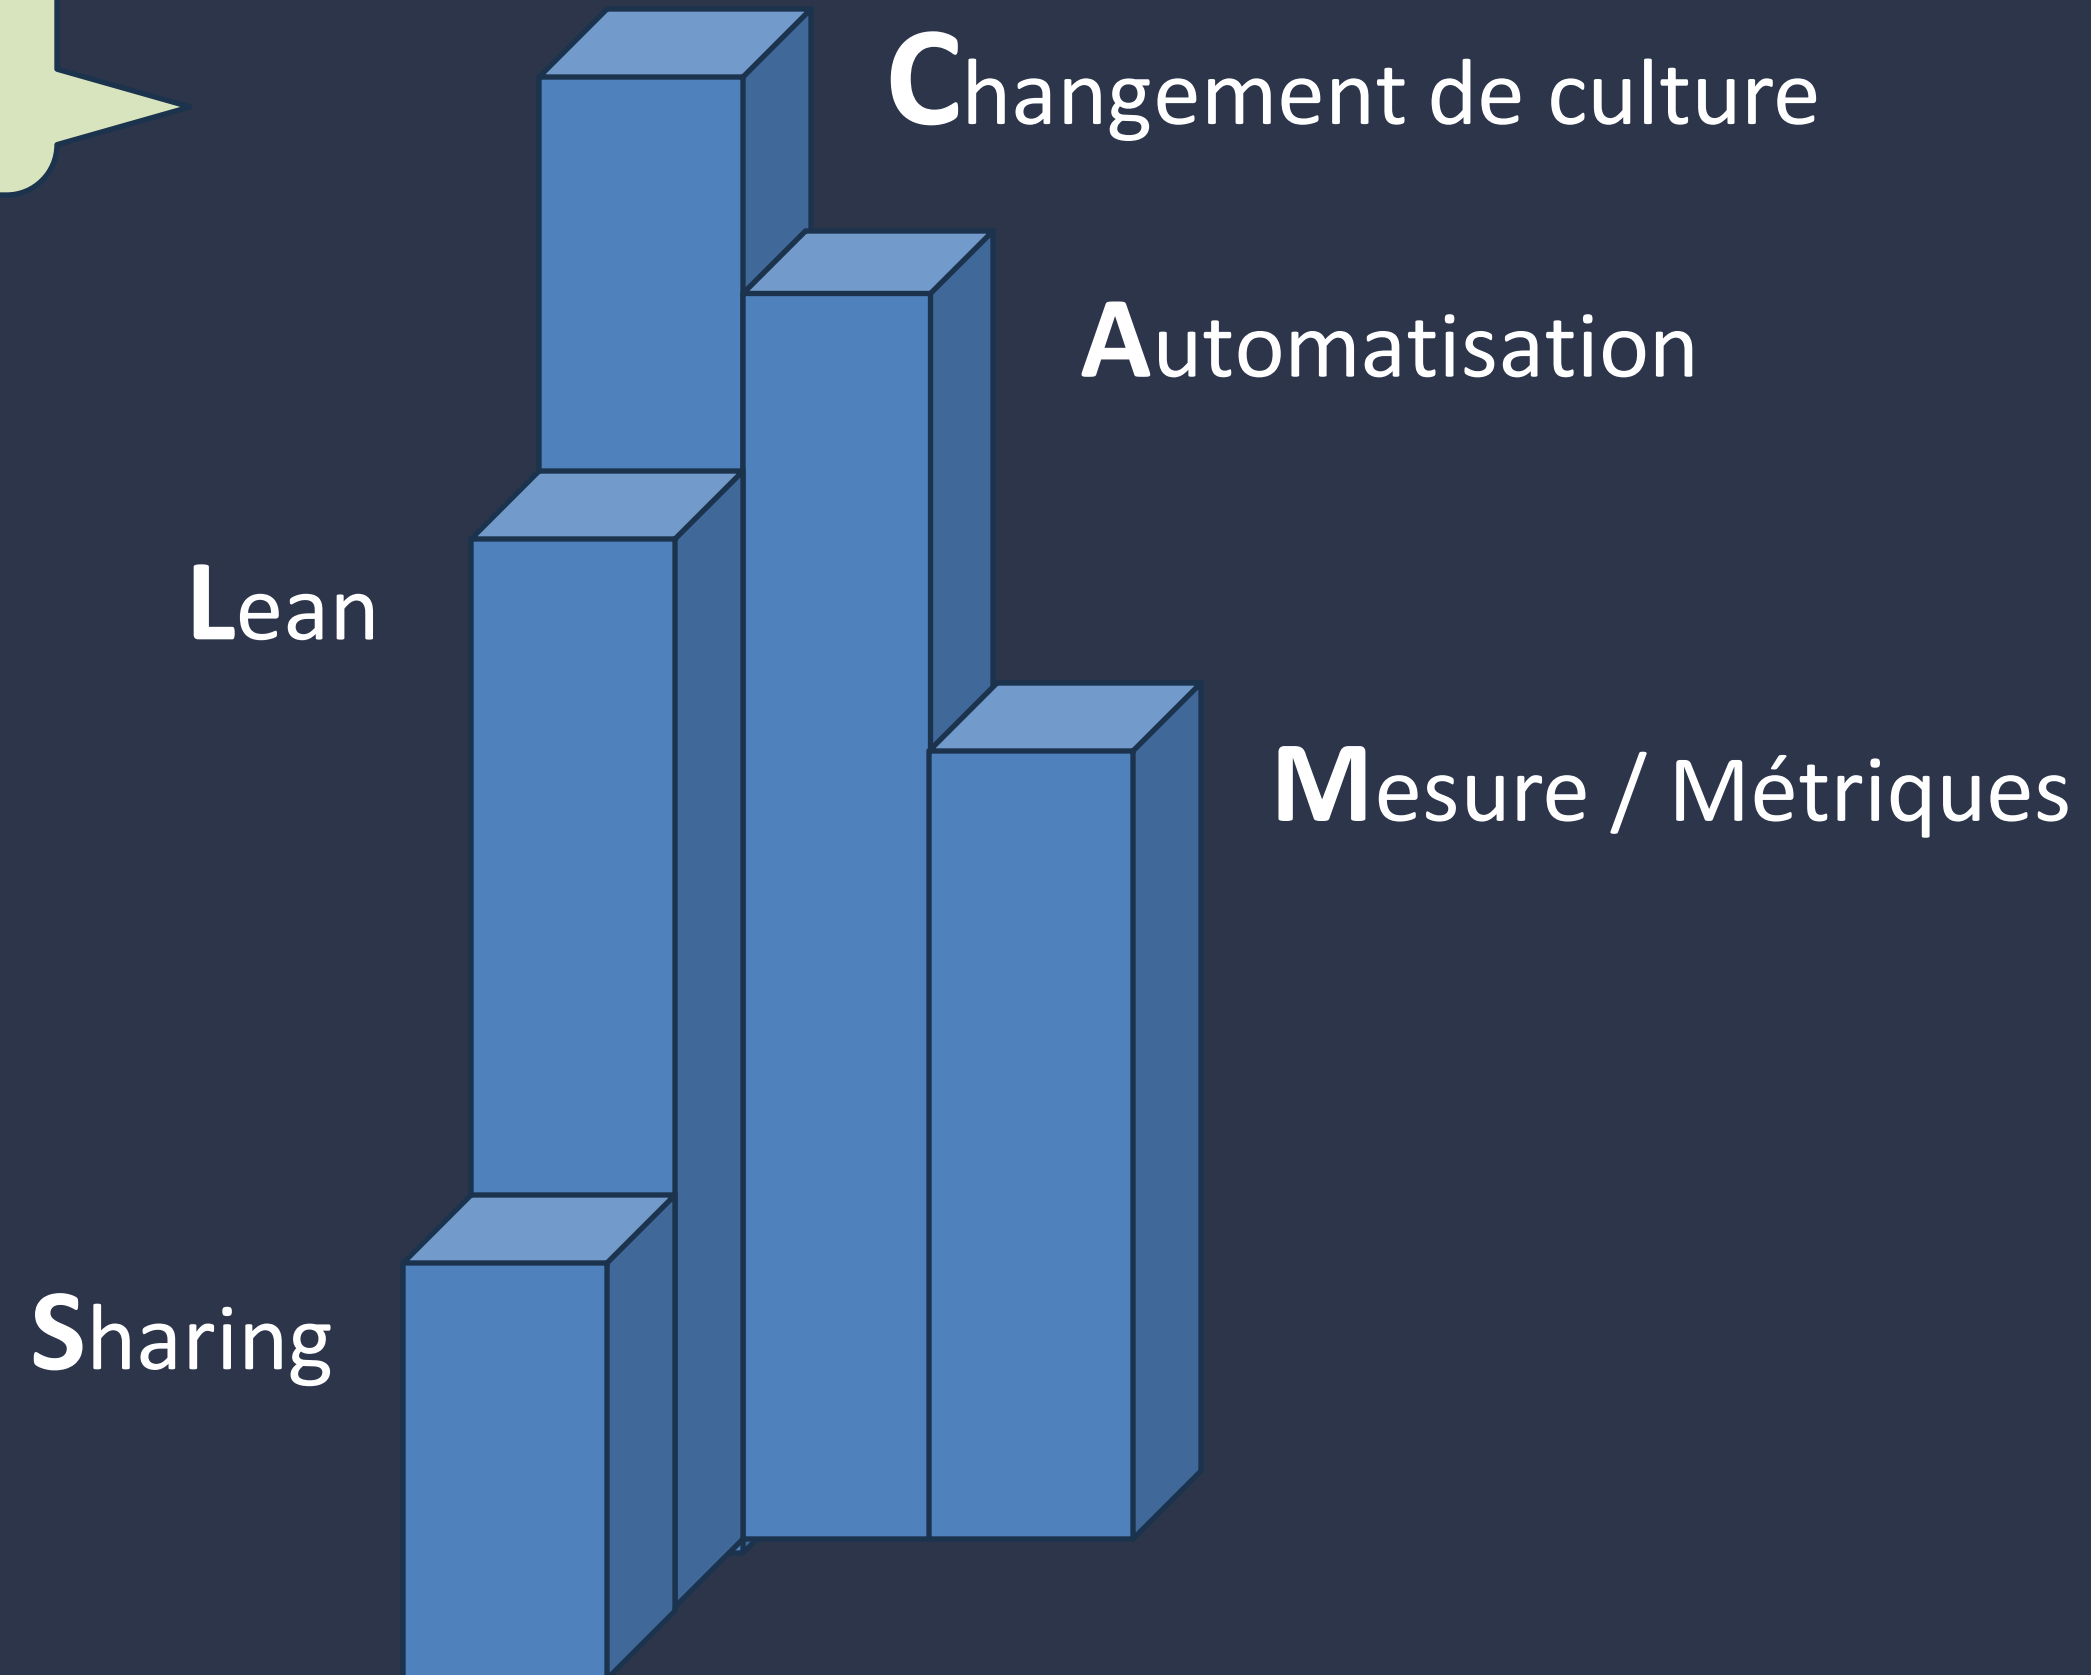 Changement de culture
Automatisation
Lean
Mesure / Métriques
Sharing